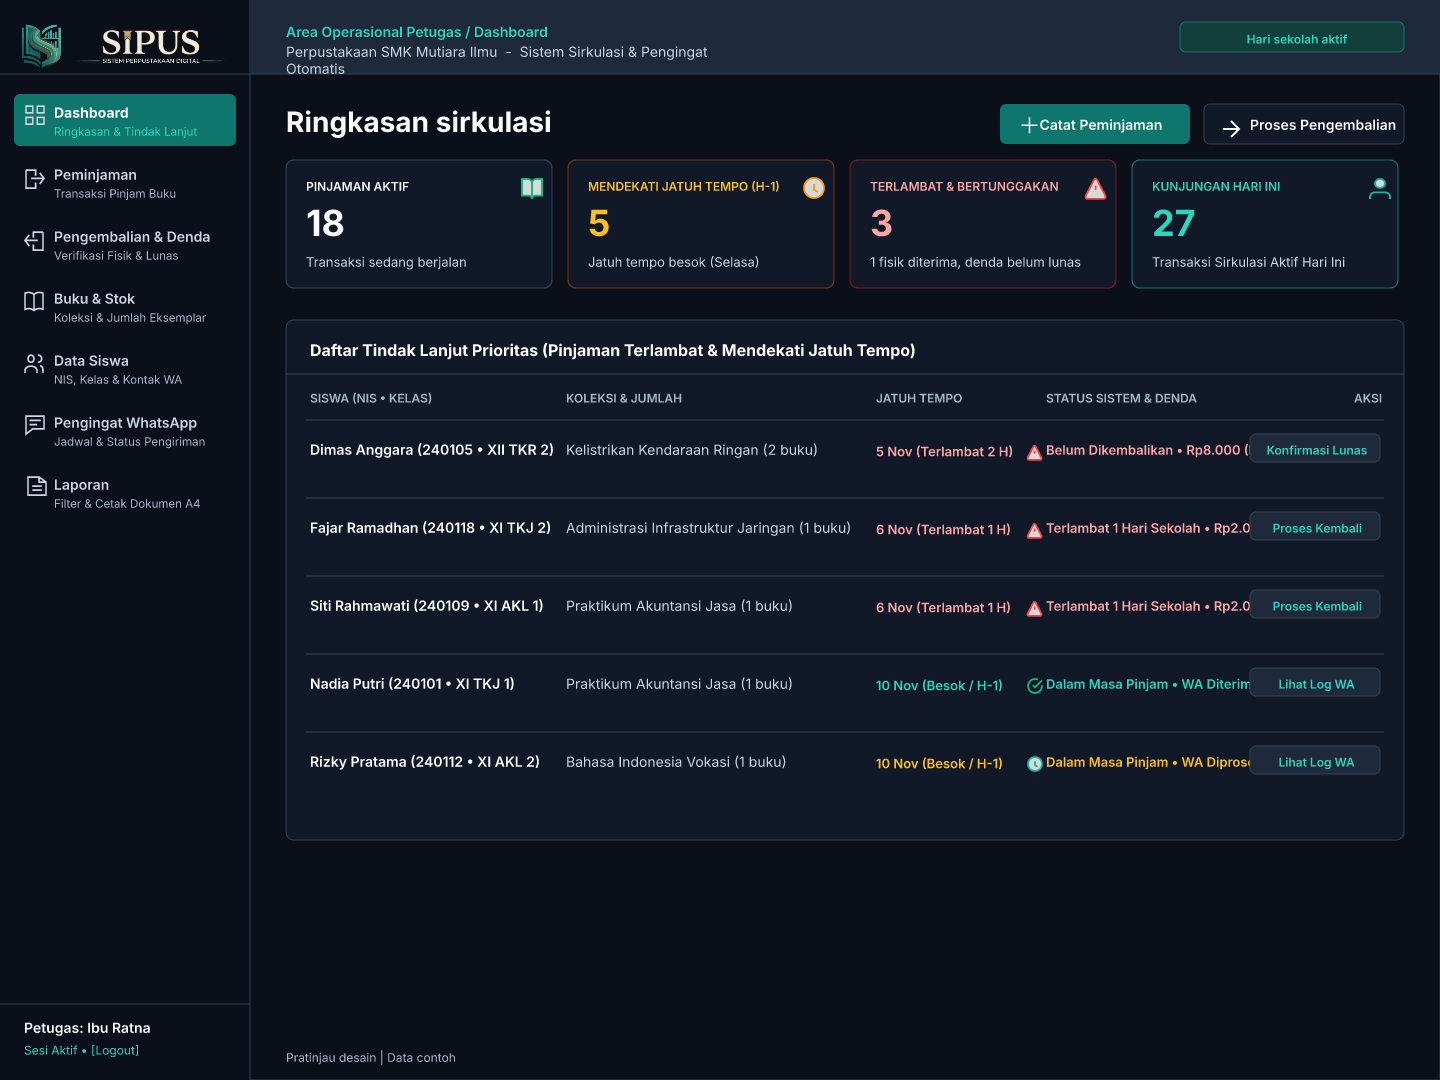 SIPUS
SISTEM PERPUSTAKAAN DIGITAL
Area Operasional Petugas / Dashboard
Perpustakaan SMK Mutiara Ilmu - Sistem Sirkulasi & Pengingat
Otomatis
Hari sekolah aktif
Dashboard
Ringkasan & Tindak Lanjut
Peminjaman
Transaksi Pinjam Buku
Pengembalian & Denda
Verifikasi Fisik & Lunas
Buku & Stok
Koleksi & Jumlah Eksemplar
Data Siswa
NIS, Kelas & Kontak WA
Pengingat WhatsApp
Jadwal & Status Pengiriman
Laporan
Filter & Cetak Dokumen A4
Petugas: Ibu Ratna
Sesi Aktif • [Logout]
Ringkasan sirkulasi
Catat Peminjaman
Proses Pengembalian
PINJAMAN AKTIF
18
Transaksi sedang berjalan
MENDEKATI JATUH TEMPO (H-1)
5
Jatuh tempo besok (Selasa)
TERLAMBAT & BERTUNGGAKAN
3
1 fisik diterima, denda belum lunas
KUNJUNGAN HARI INI
27
Transaksi Sirkulasi Aktif Hari Ini
Daftar Tindak Lanjut Prioritas (Pinjaman Terlambat & Mendekati Jatuh Tempo)
SISWA (NIS • KELAS) KOLEKSI & JUMLAH JATUH TEMPO STATUS SISTEM & DENDA AKSI
Dimas Anggara (240105 • XII TKR 2) Kelistrikan Kendaraan Ringan (2 buku) 5 Nov (Terlambat 2 H) Belum Dikembalikan • Rp8.000 ( Konfirmasi Lunas
Fajar Ramadhan (240118 • XI TKJ 2) Administrasi Infrastruktur Jaringan (1 buku) 6 Nov (Terlambat 1 H) Terlambat 1 Hari Sekolah • Rp2.0 Proses Kembali
Siti Rahmawati (240109 • XI AKL 1) Praktikum Akuntansi Jasa (1 buku) 6 Nov (Terlambat 1 H) Terlambat 1 Hari Sekolah • Rp2.0 Proses Kembali
Nadia Putri (240101 • XI TKJ 1) Praktikum Akuntansi Jasa (1 buku) 10 Nov (Besok / H-1) Dalam Masa Pinjam • WA Diterim Lihat Log WA
Rizky Pratama (240112 • XI AKL 2) Bahasa Indonesia Vokasi (1 buku) 10 Nov (Besok / H-1) Dalam Masa Pinjam • WA Dipros Lihat Log WA
Pratinjau desain | Data contoh